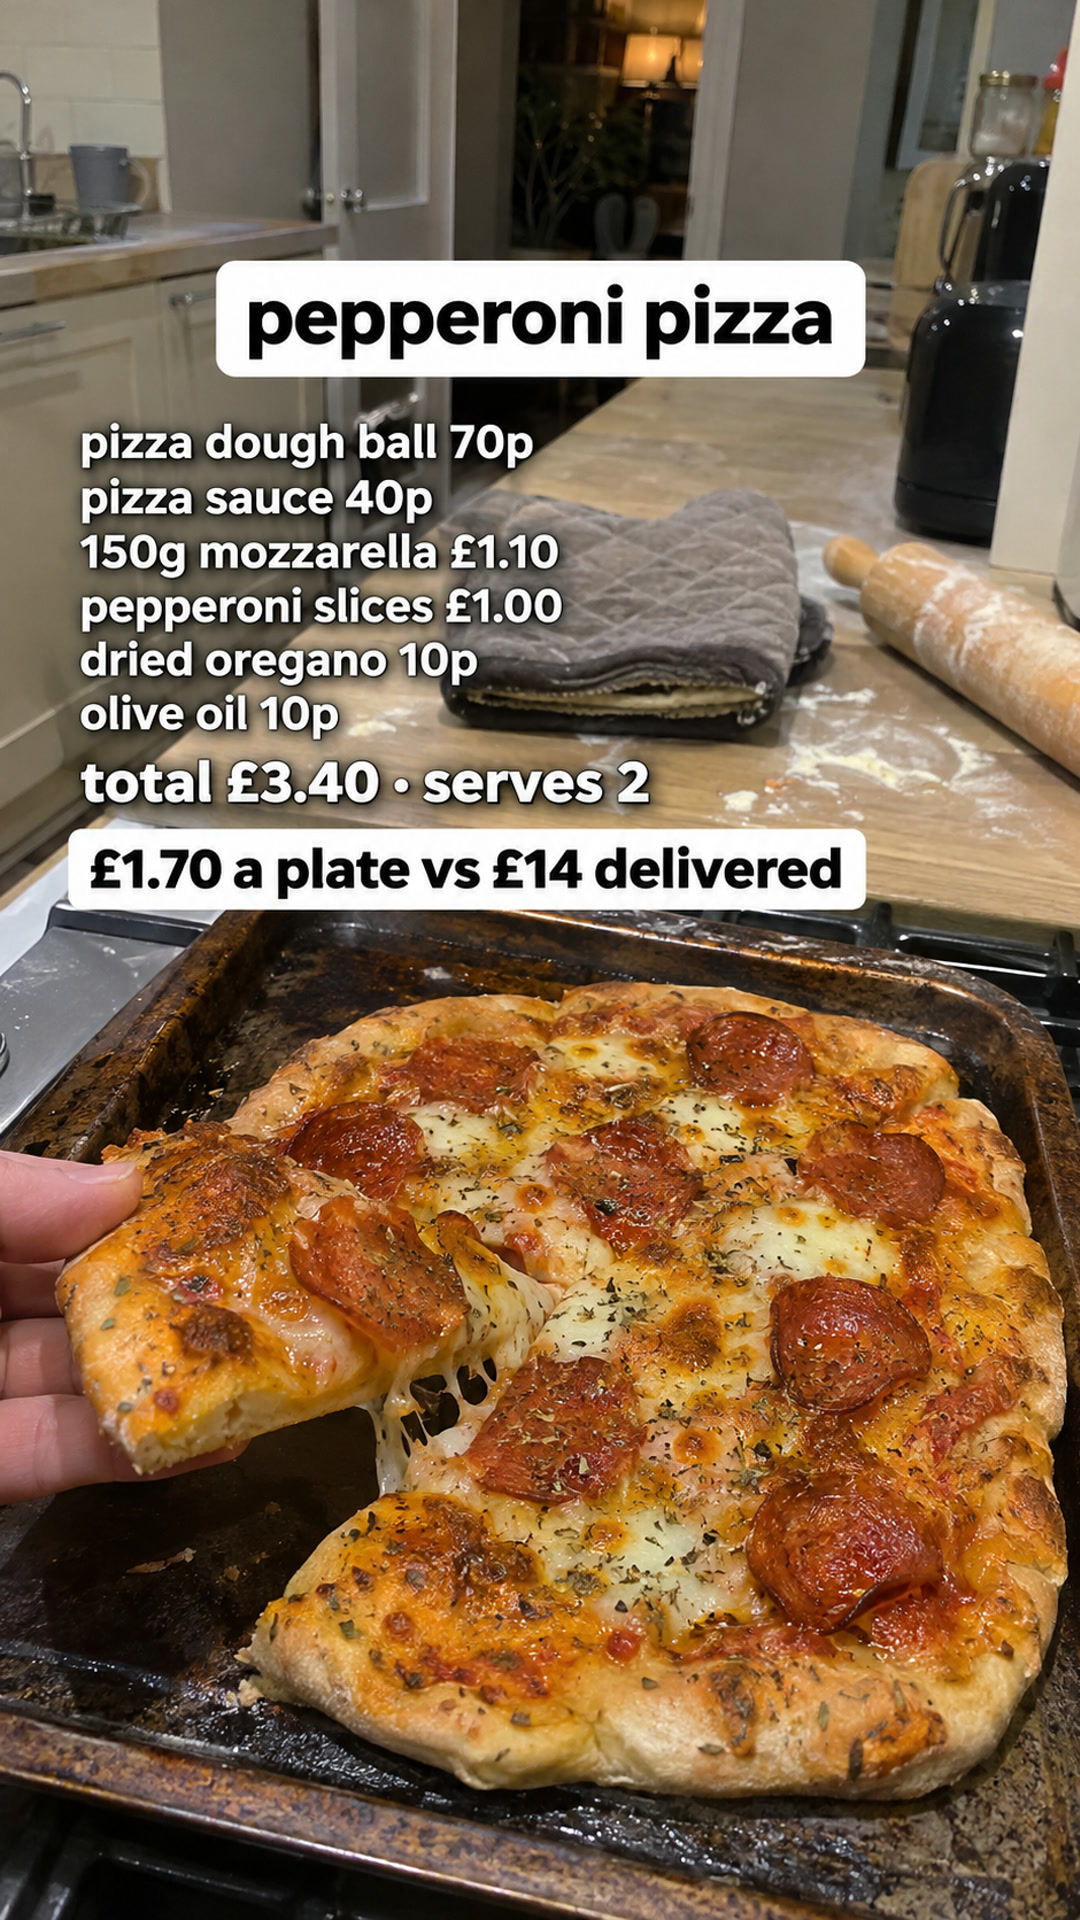 pepperoni pizza
pizza dough ball 70p
pizza sauce 40p
150g mozzarella £1.10
pepperoni slices £1.00
dried oregano 10p
olive oil 10p
total £3.40 • serves 2
£1.70 a plate vs £14 delivered